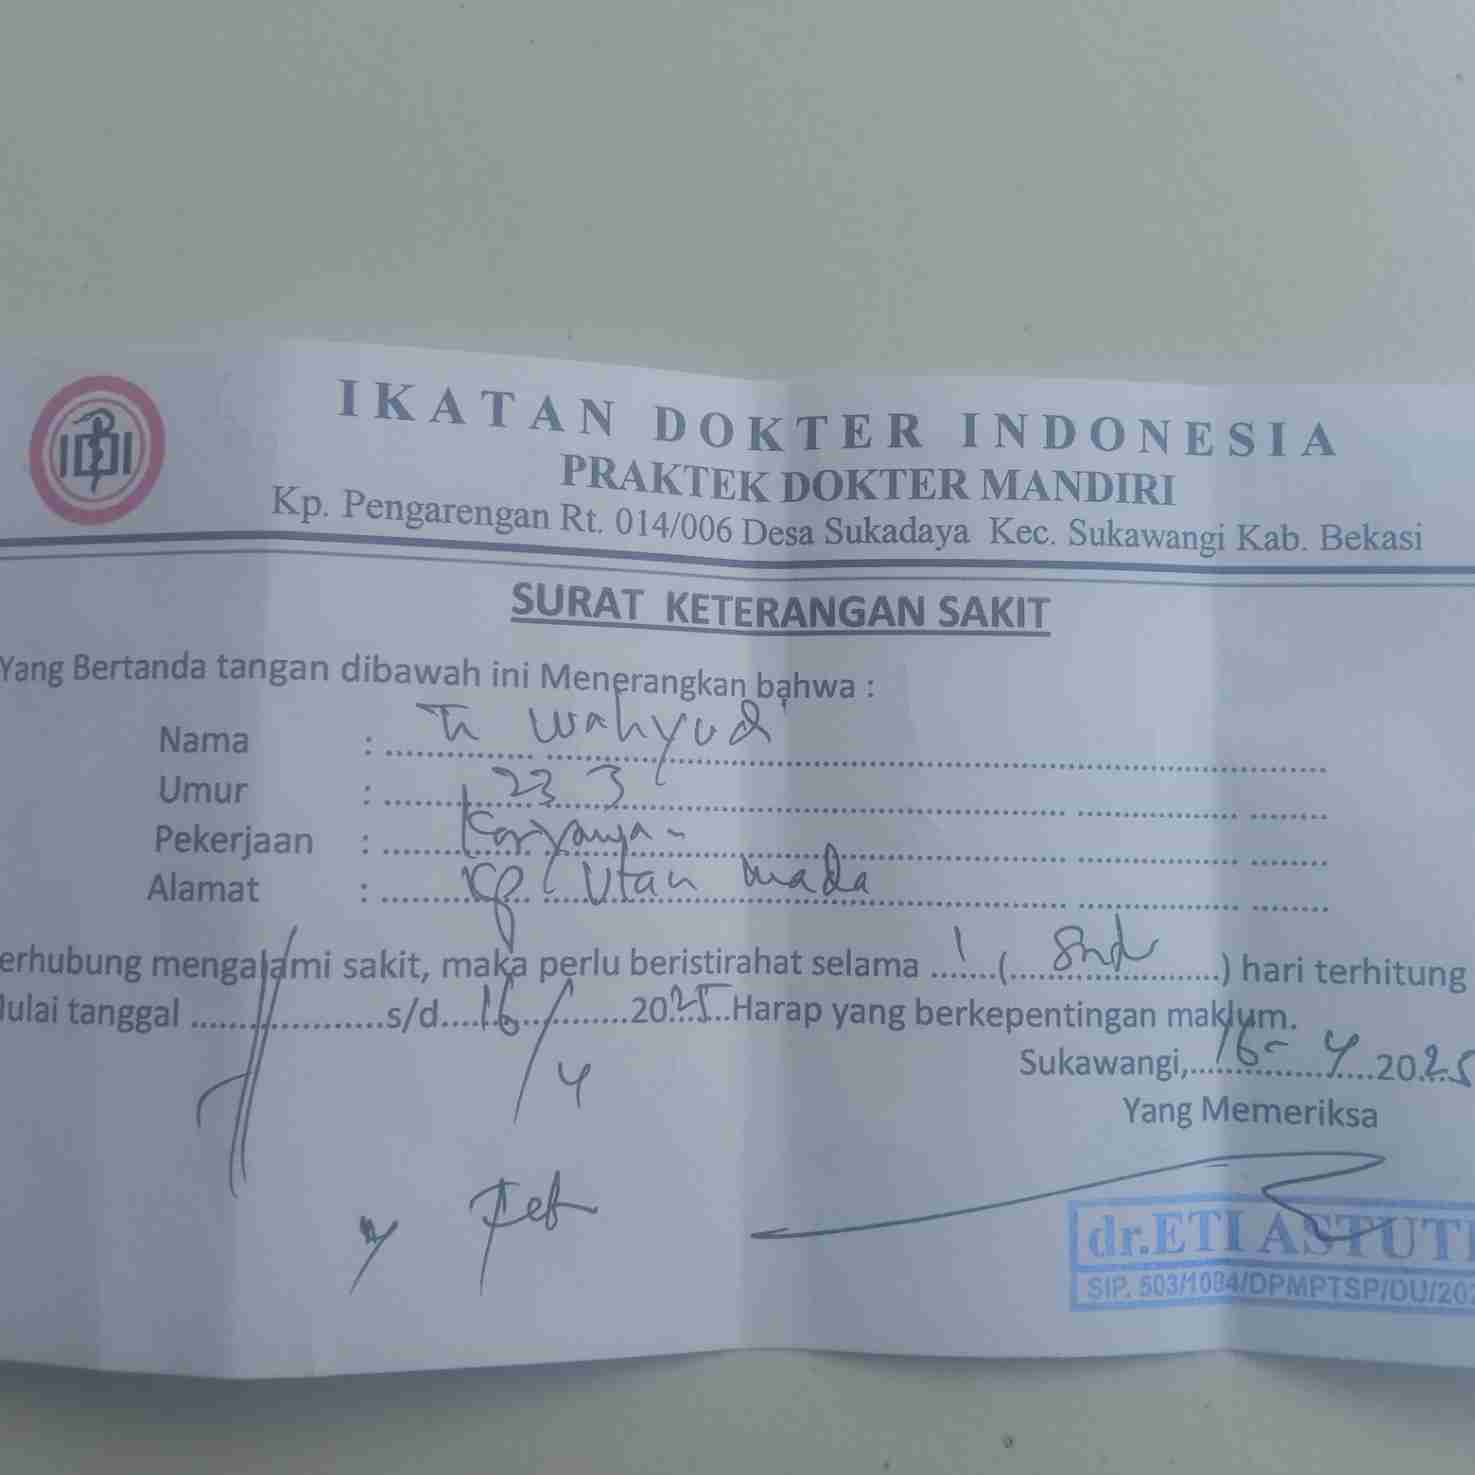 IDI
IKATAN DOKTER INDONESIA
PRAKTEK DOKTER MANDIRI
Kp. Pengarengan Rt. 014/006 Desa Sukadaya Kec. Sukawangi Kab. Bekasi
SURAT KETERANGAN SAKIT
Yang Bertanda tangan dibawah ini Menerangkan bahwa :
Nama : Tn Wahyudi
Umur : 23
Pekerjaan : Karyawan
Alamat : Kp Utan
erhubung mengalami sakit, maka perlu beristirahat selama 1 ( ) hari terhitung
ulai tanggal s/d 16/4 2025 Harap yang berkepentingan maklum.
Sukawangi, 16-4 2025
Yang Memeriksa
dr.ETI ASTUTI
SIP. 503/1084/DPMPTSP/DU/202